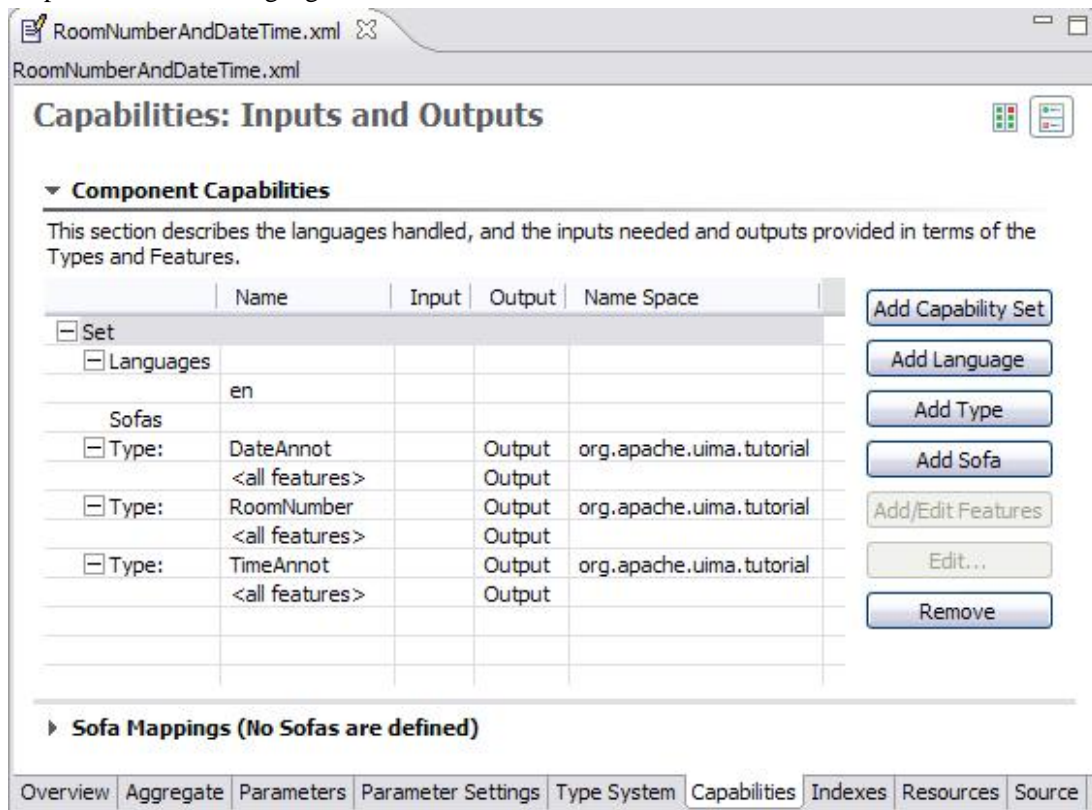 RoomNumberAndDateTime.xml
RoomNumberAndDateTime.xml
Capabilities: Inputs and Outputs
Component Capabilities
This section describes the languages handled, and the inputs needed and outputs provided in terms of the
Types and Features.
Name Input Output Name Space
Add Capability Set
Set
Languages
Add Language
en
Add Type
Sofas
Type: DateAnnot Output org.apache.uima.tutorial
Add Sofa
<all features> Output
Type: RoomNumber Output org.apache.uima.tutorial
Add/Edit Features
<all features> Output
Type: TimeAnnot Output org.apache.uima.tutorial
Edit...
<all features> Output
Remove
Sofa Mappings (No Sofas are defined)
Overview Aggregate Parameters Parameter Settings Type System Capabilities Indexes Resources Source